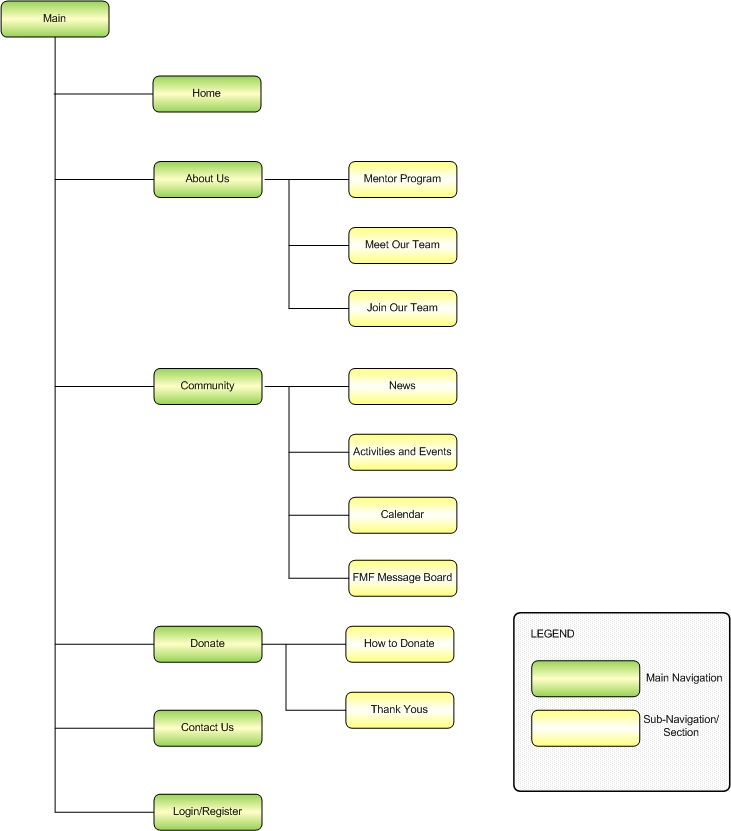 Main
Home
About Us
Mentor Program
Meet Our Team
Join Our Team
Community
News
Activities and Events
Calendar
FMF Message Board
Donate
How to Donate
Thank Yous
Contact Us
Login/Register
LEGEND
Main Navigation
Sub-Navigation/
Section